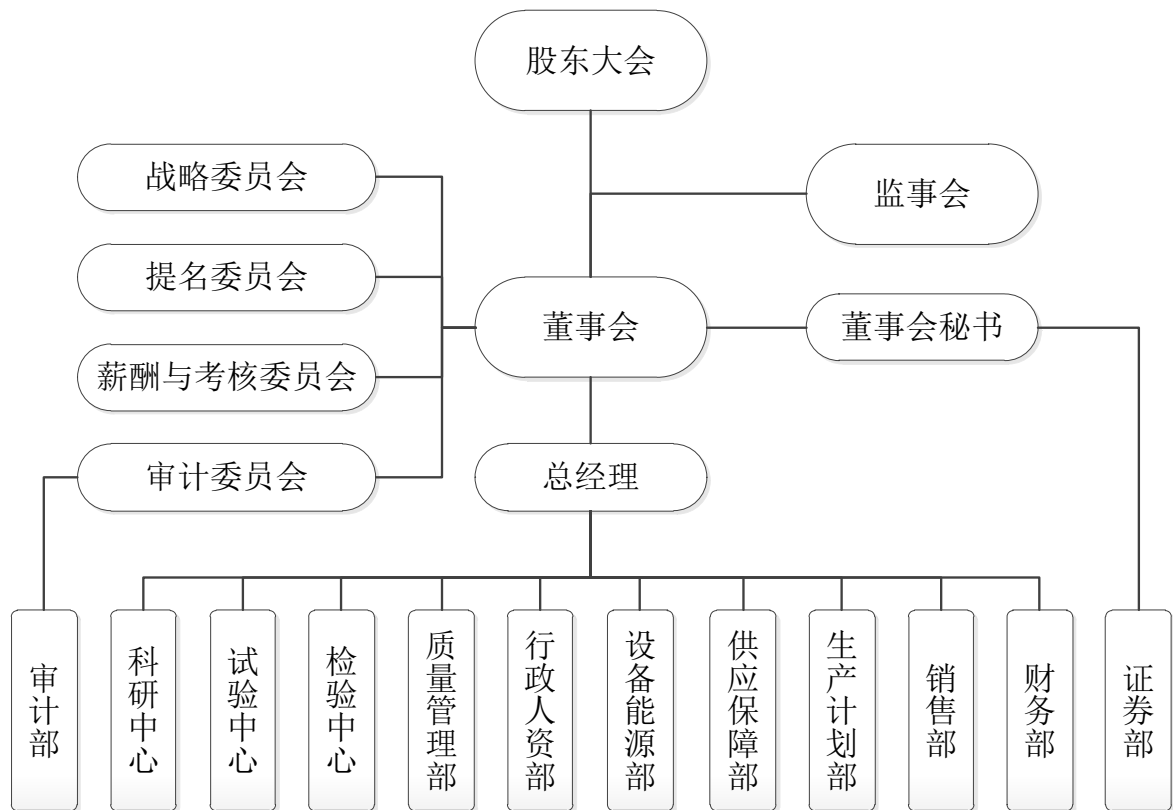 股东大会
战略委员会
监事会
提名委员会
董事会
董事会秘书
薪酬与考核委员会
审计委员会
总经理
审计部
科研中心
试验中心
检验中心
质量管理部
行政人资部
设备能源部
供应保障部
生产计划部
销售部
财务部
证券部